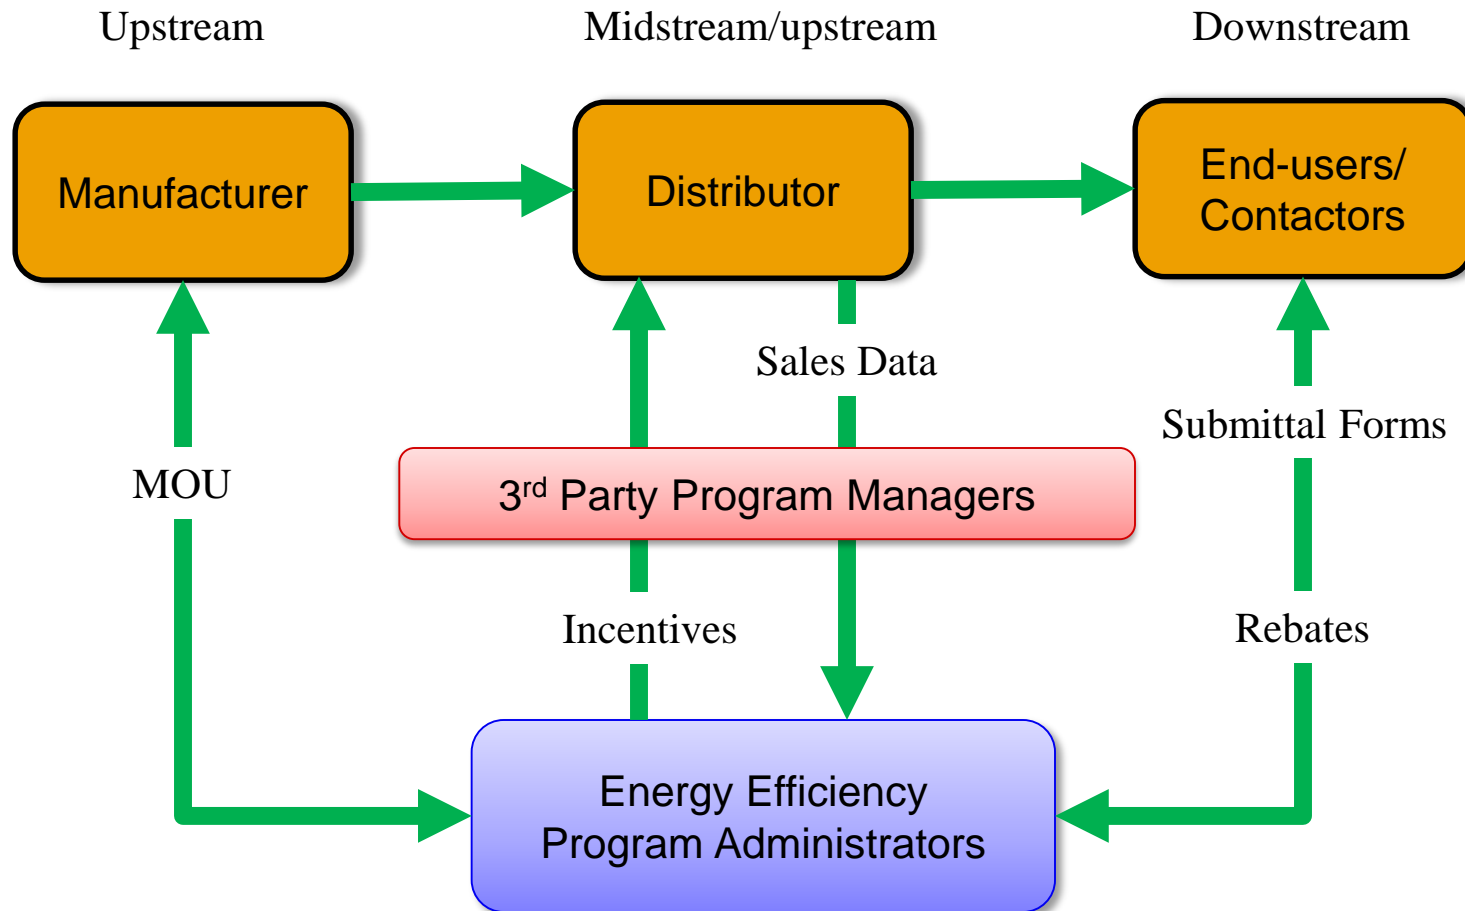 Upstream
Midstream/upstream
Downstream
Manufacturer
Distributor
End-users/
Contactors
Sales Data
Submittal Forms
MOU
3rd Party Program Managers
Incentives
Rebates
Energy Efficiency
Program Administrators